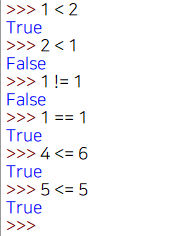 >>> 1 < 2
True
>>> 2 < 1
False
>>> 1 != 1
False
>>> 1 == 1
True
>>> 4 <= 6
True
>>> 5 <= 5
True
>>>